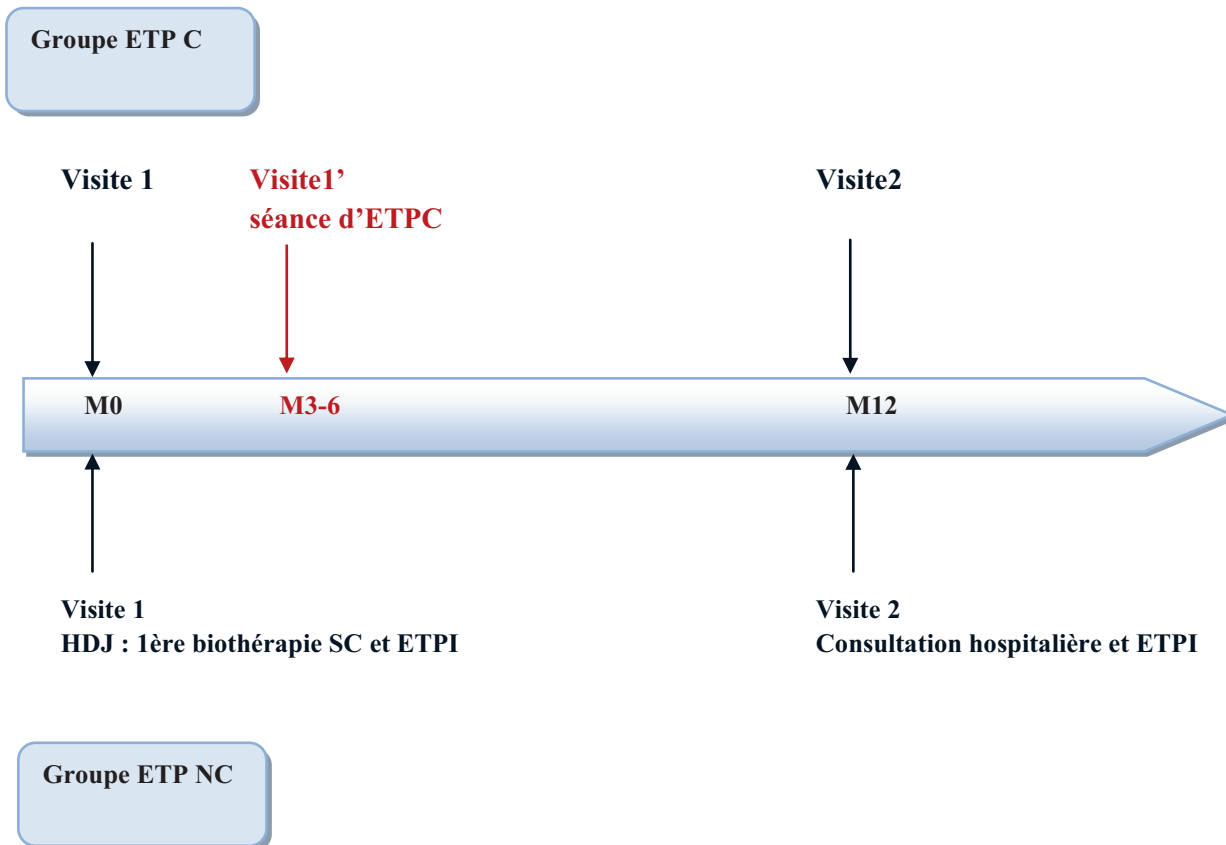 Groupe ETP C
Visite 1
Visite1’
séance d’ETPC
Visite2
M0
M3-6
M12
Visite 1
HDJ : 1ère biothérapie SC et ETPI
Visite 2
Consultation hospitalière et ETPI
Groupe ETP NC